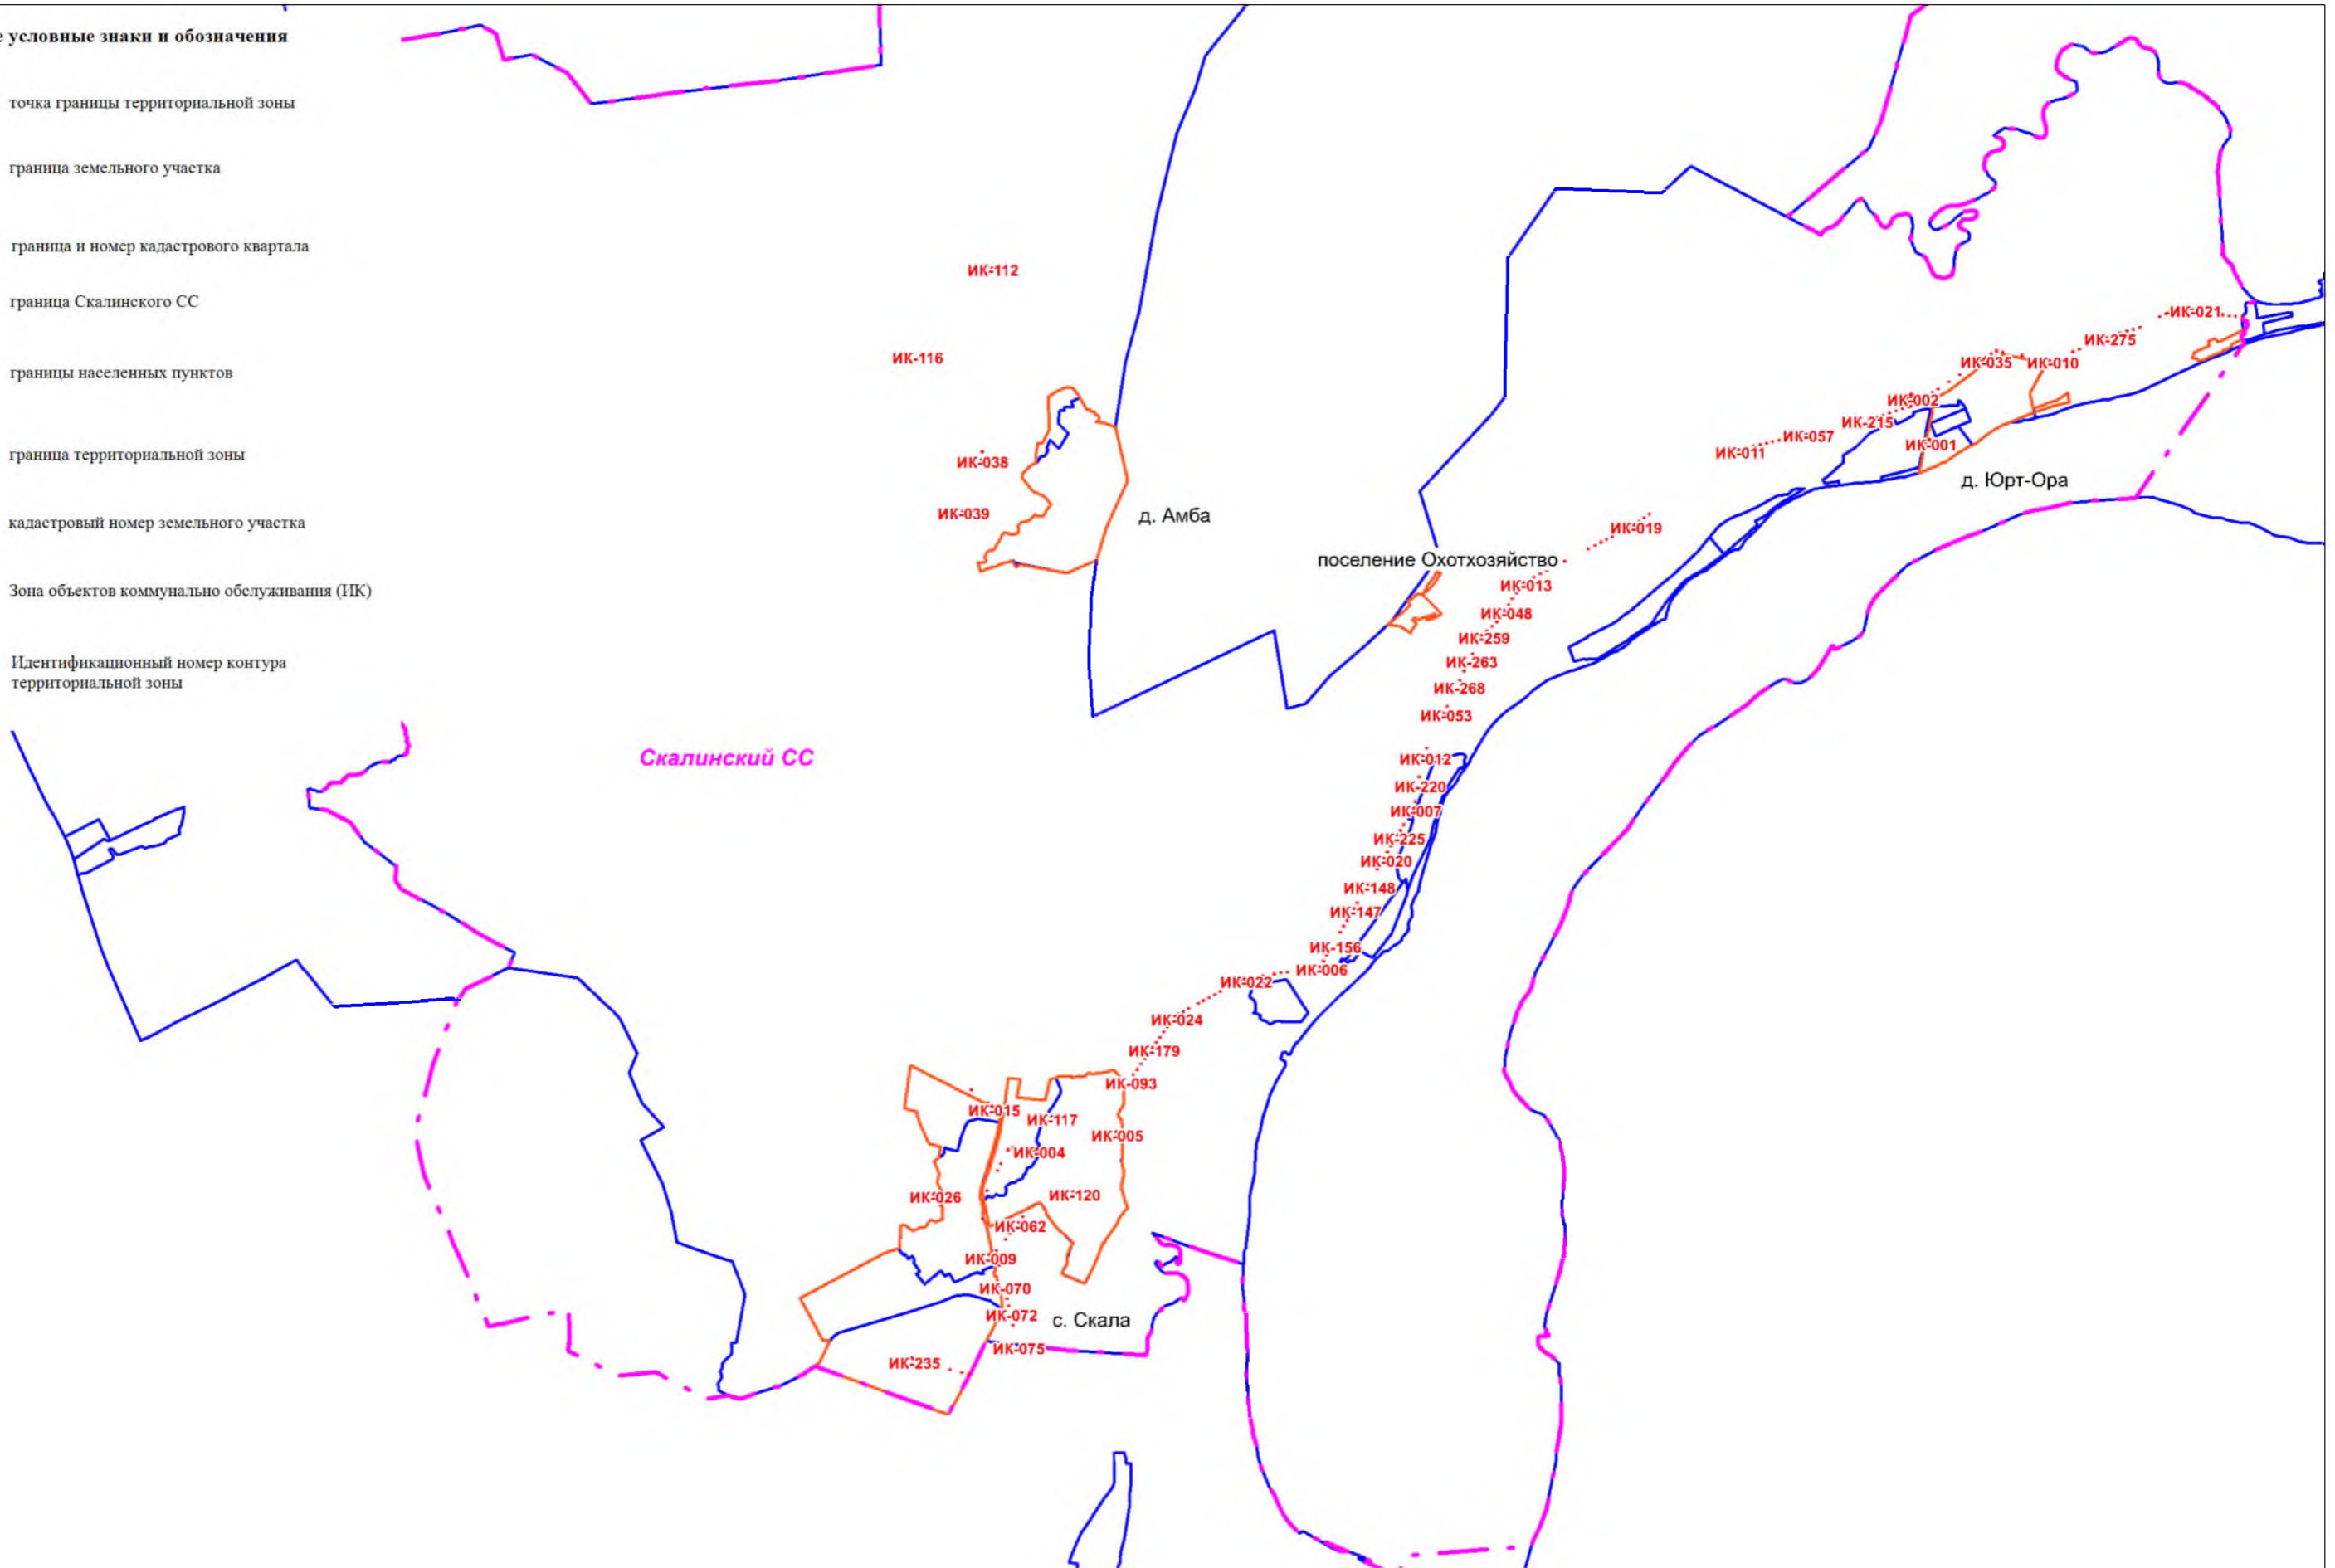 е условные знаки и обозначения
точка границы территориальной зоны
граница земельного участка
граница и номер кадастрового квартала
граница Скалинского СС
границы населенных пунктов
граница территориальной зоны
кадастровый номер земельного участка
Зона объектов коммунально обслуживания (ИК)
Идентификационный номер контура
территориальной зоны
ИК-112
ИК-116
ИК-038
ИК-039
д. Амба
поселение Охотхозяйство
ИК-021
ИК-275
ИК-035
ИК-010
ИК-002
ИК-215
ИК-057
ИК-001
ИК-011
д. Юрт-Ора
ИК-019
ИК-013
ИК-048
ИК-259
ИК-263
ИК-268
ИК-053
Скалинский СС
ИК-012
ИК-220
ИК-007
ИК-225
ИК-020
ИК-148
ИК-147
ИК-156
ИК-006
ИК-022
ИК-024
ИК-179
ИК-093
ИК-015
ИК-117
ИК-005
ИК-004
ИК-026
ИК-120
ИК-062
ИК-009
ИК-070
ИК-072
с. Скала
ИК-075
ИК-235